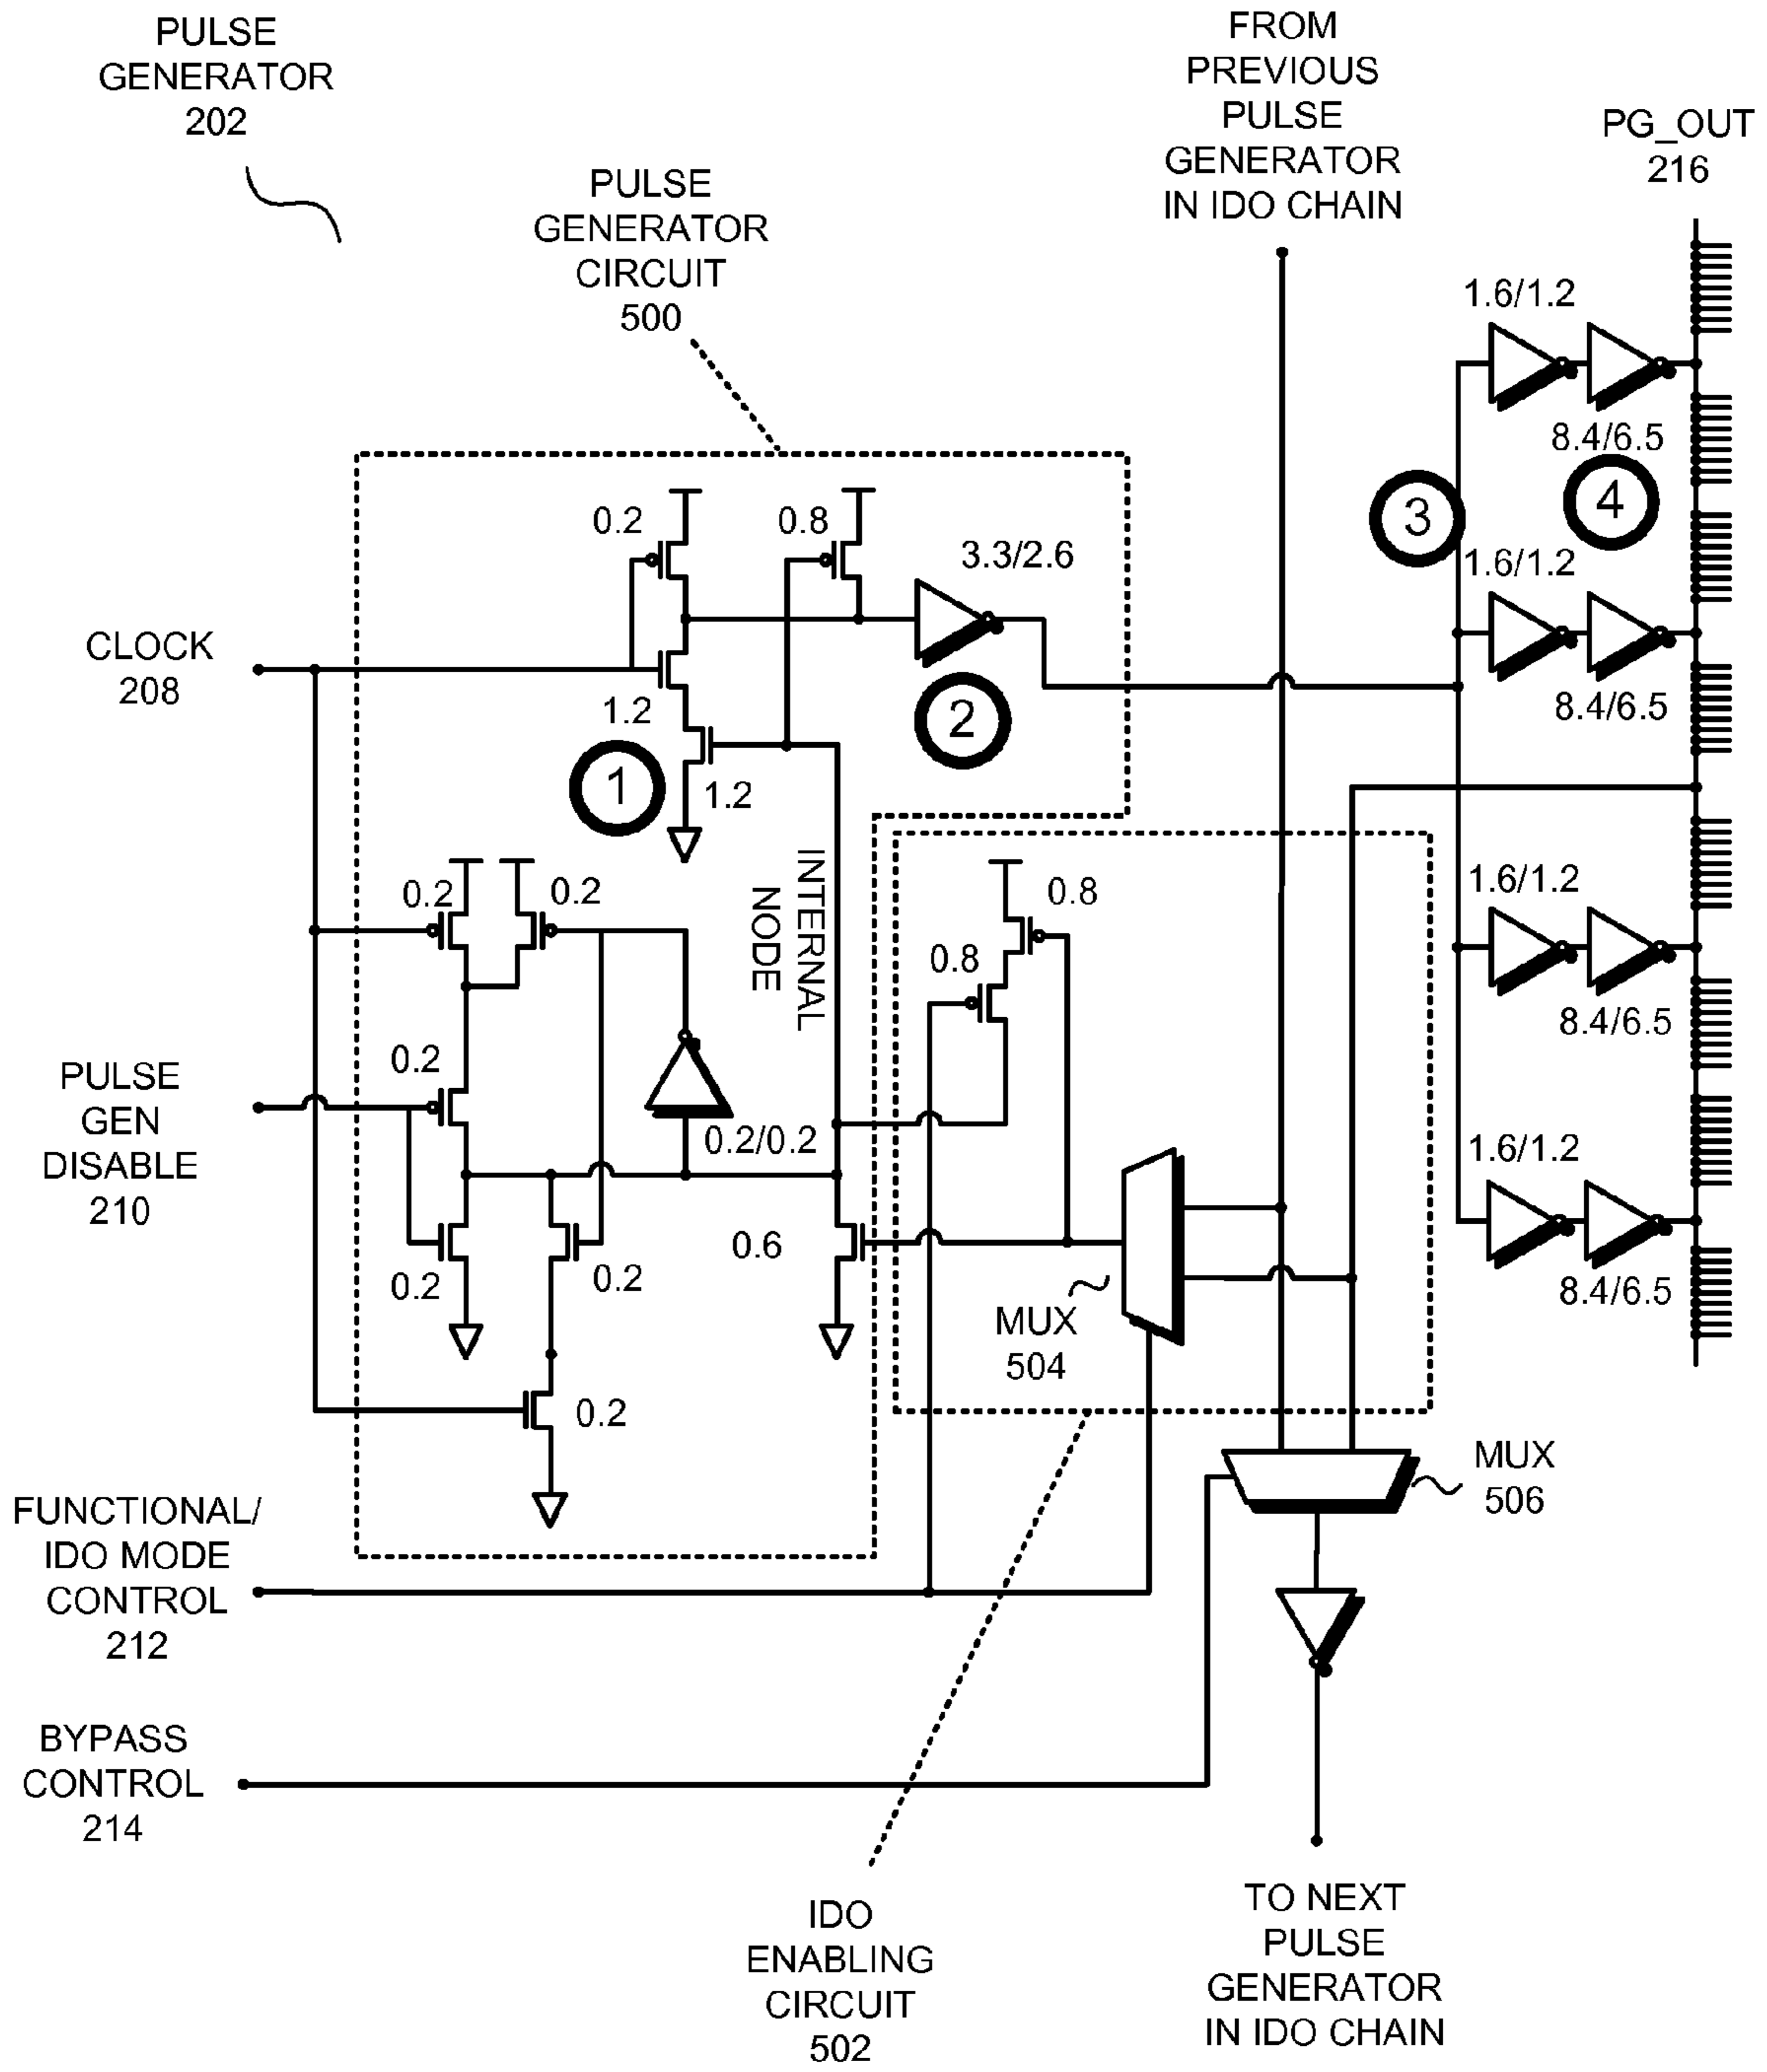 PULSE
GENERATOR
202
FROM
PREVIOUS
PULSE
GENERATOR
IN IDO CHAIN
PG_OUT
216
PULSE
GENERATOR
CIRCUIT
500
1.6/1.2
8.4/6.5
3
4
0.2
0.8
3.3/2.6
1.6/1.2
CLOCK
208
1.2
2
8.4/6.5
1
1.2
INTERNAL
NODE
0.2
0.2
0.8
1.6/1.2
0.8
8.4/6.5
PULSE
GEN
DISABLE
210
0.2
0.2/0.2
1.6/1.2
0.6
0.2
0.2
8.4/6.5
MUX
504
0.2
MUX
506
FUNCTIONAL/
IDO MODE
CONTROL
212
BYPASS
CONTROL
214
IDO
ENABLING
CIRCUIT
502
TO NEXT
PULSE
GENERATOR
IN IDO CHAIN